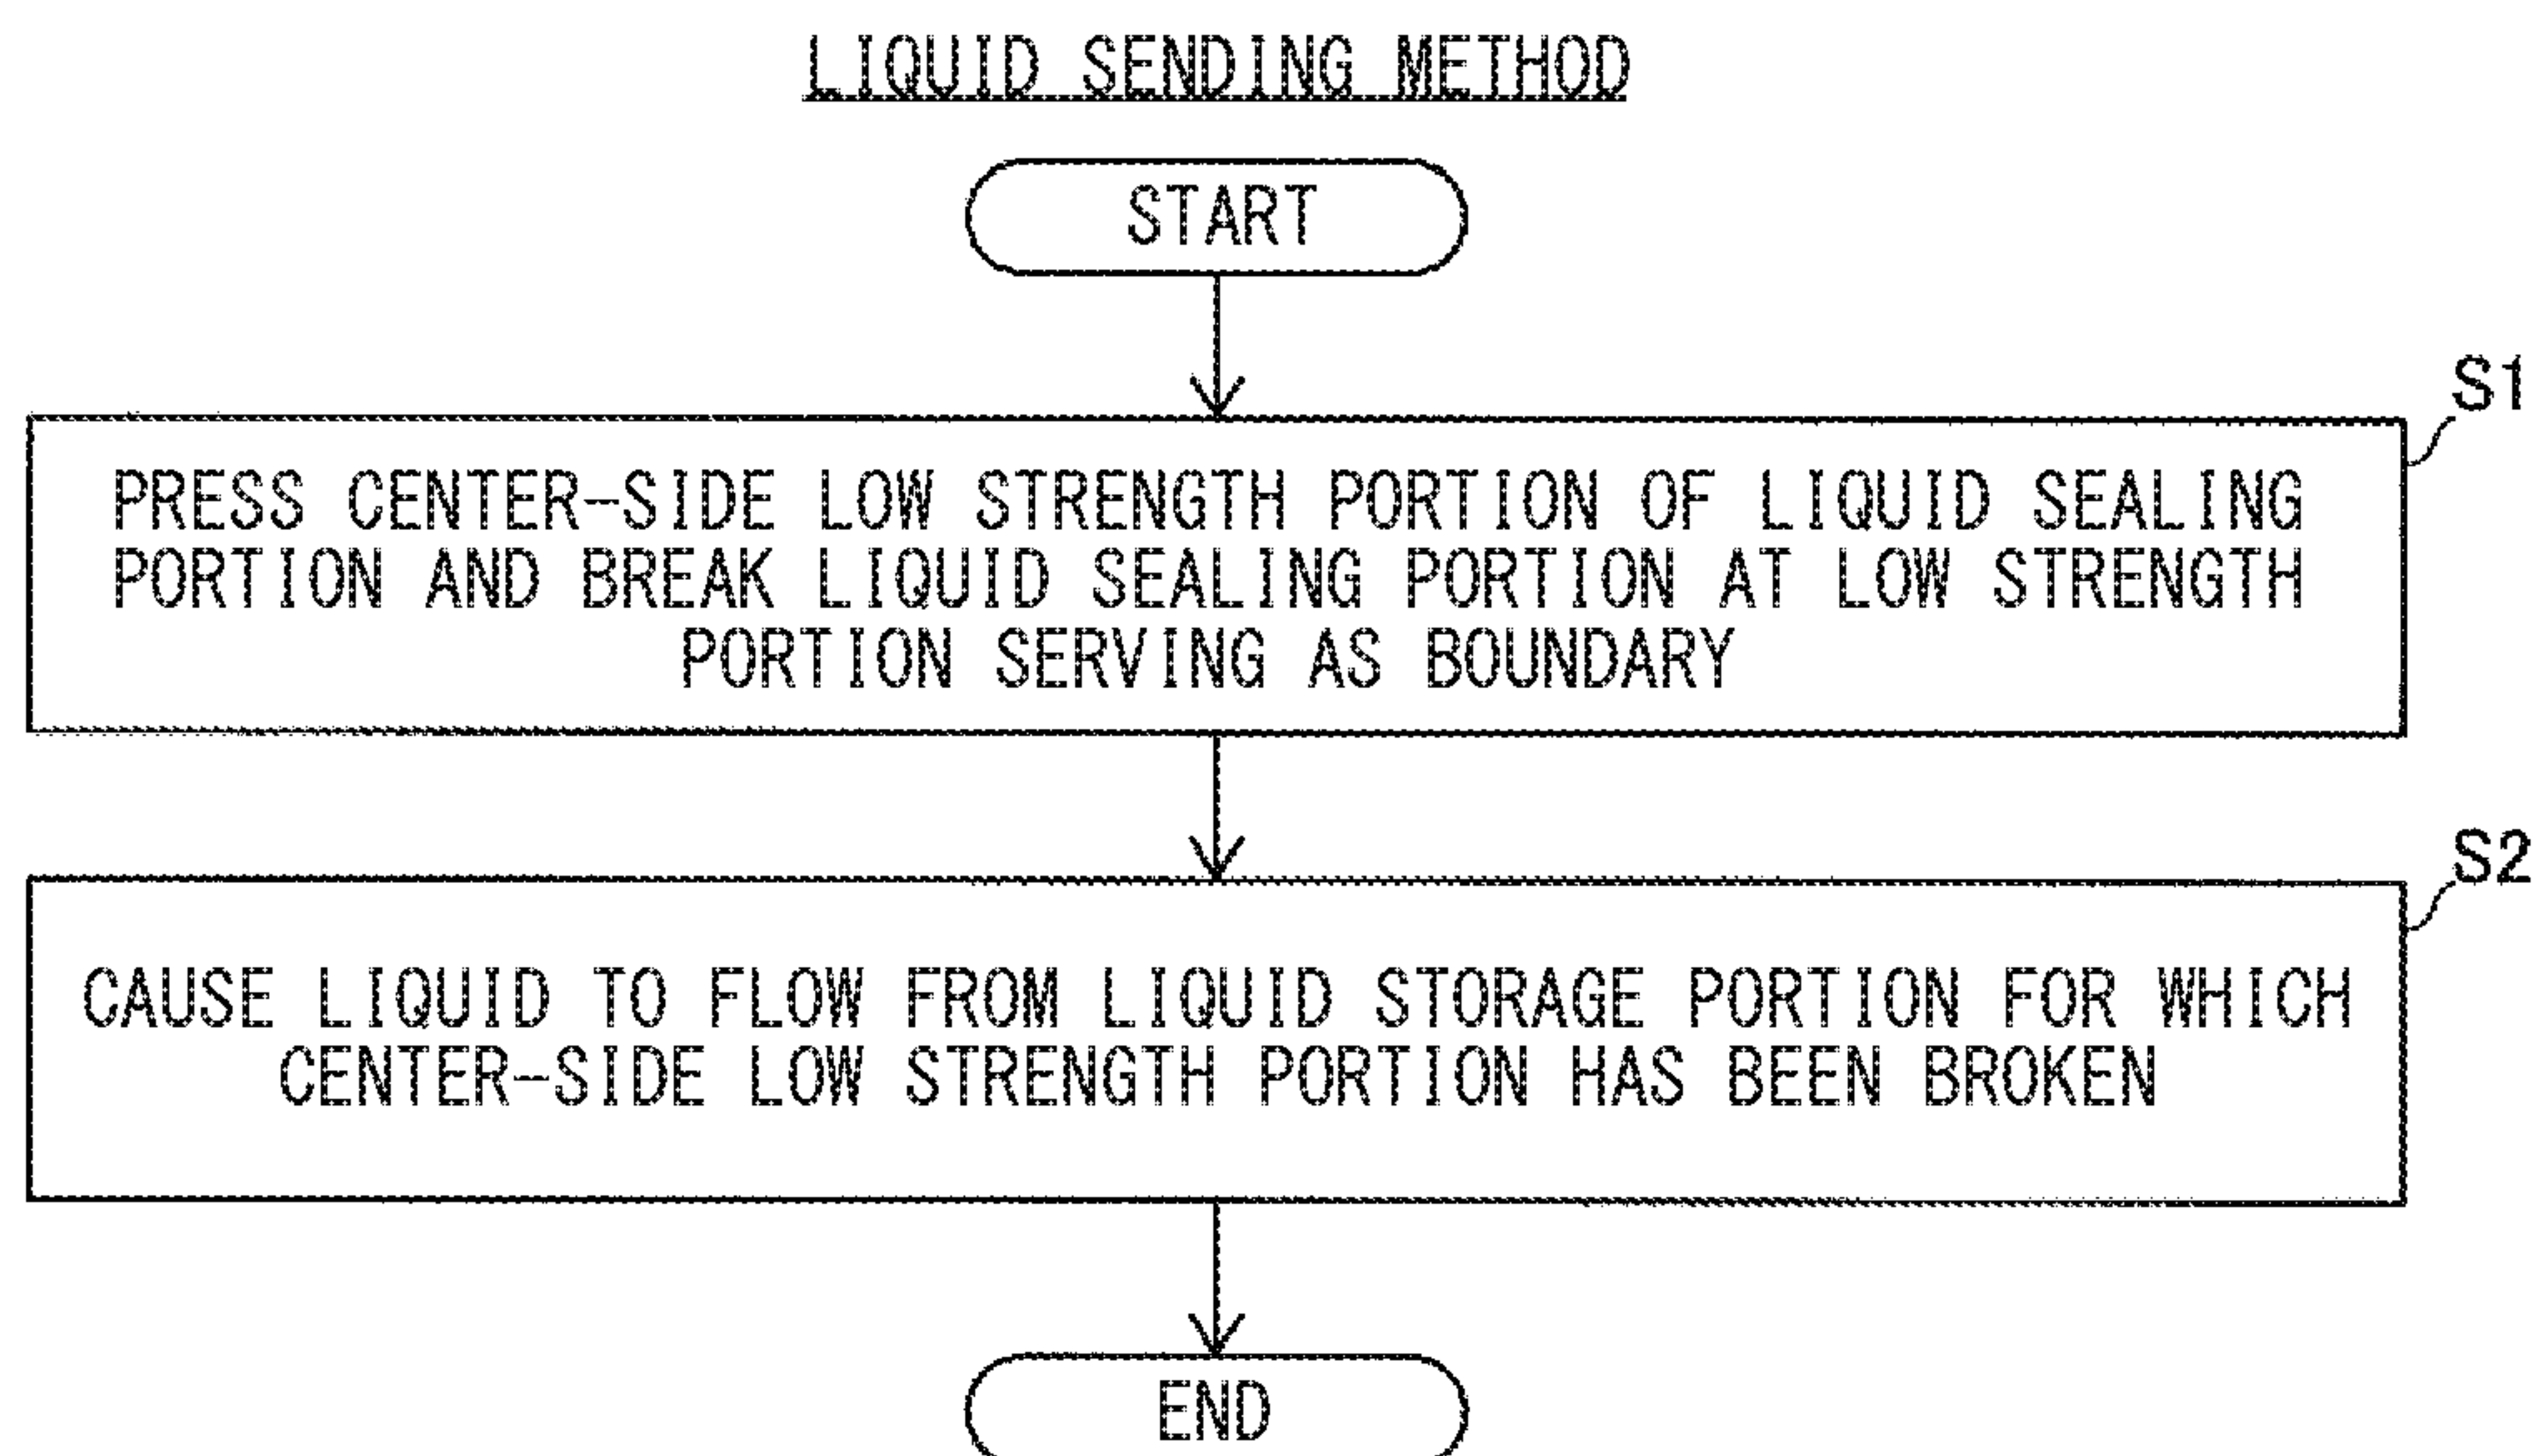 LIQUID SENDING METHOD
START
S1
PRESS CENTER-SIDE LOW STRENGTH PORTION OF LIQUID SEALING
PORTION AND BREAK LIQUID SEALING PORTION AT LOW STRENGTH
PORTION SERVING AS BOUNDARY
S2
CAUSE LIQUID TO FLOW FROM LIQUID STORAGE PORTION FOR WHICH
CENTER-SIDE LOW STRENGTH PORTION HAS BEEN BROKEN
END